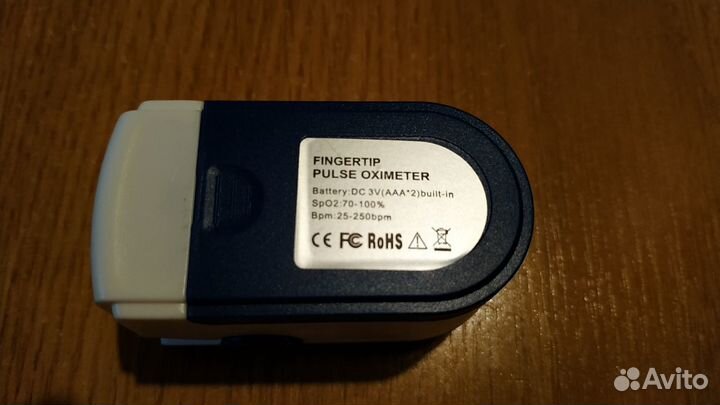 FINGERTIP
PULSE OXIMETER
Battery:DC 3V(AAA*2)built-in
SpO2:70-100%
Bpm:25-250bpm
CE FC RoHS
Avito